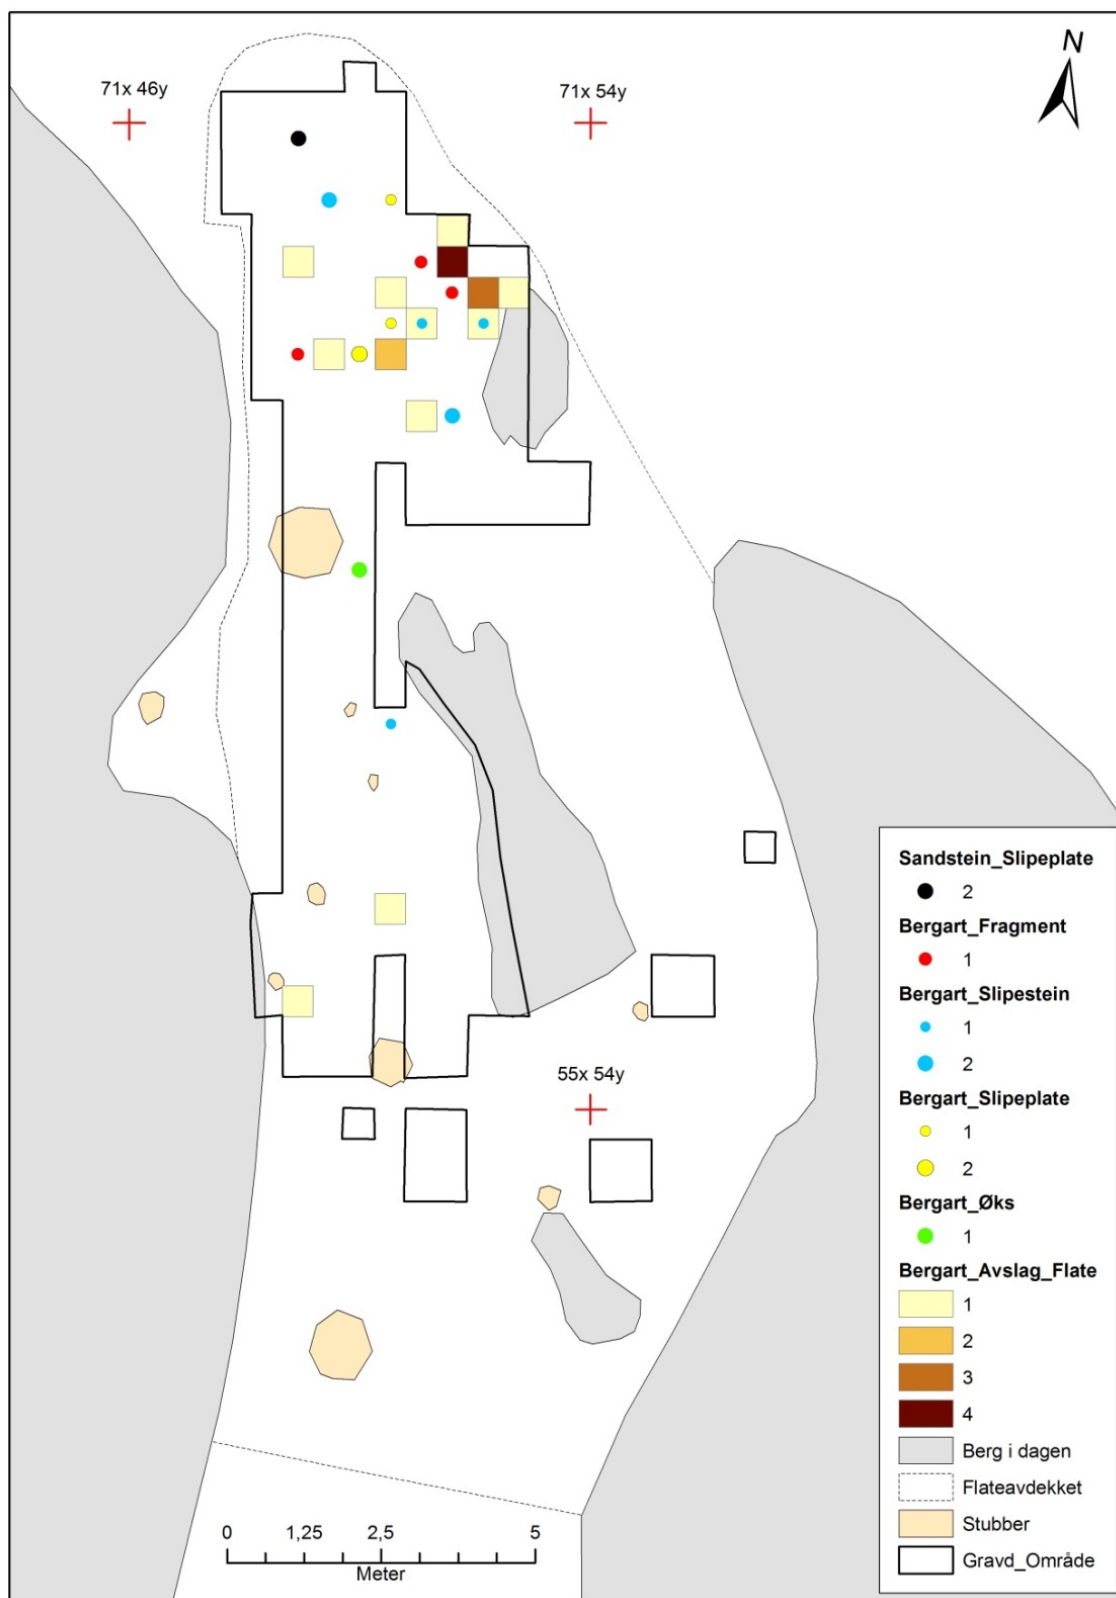 N
71x 46y
71x 54y
55x 54y
Sandstein_Slipeplate
2
Bergart_Fragment
1
Bergart_Slipestein
1
2
Bergart_Slipeplate
1
2
Bergart_Øks
1
Bergart_Avslag_Flate
1
2
3
4
Berg i dagen
Flateavdekket
Stubber
Gravd_Område
0 1,25 2,5 5
Meter